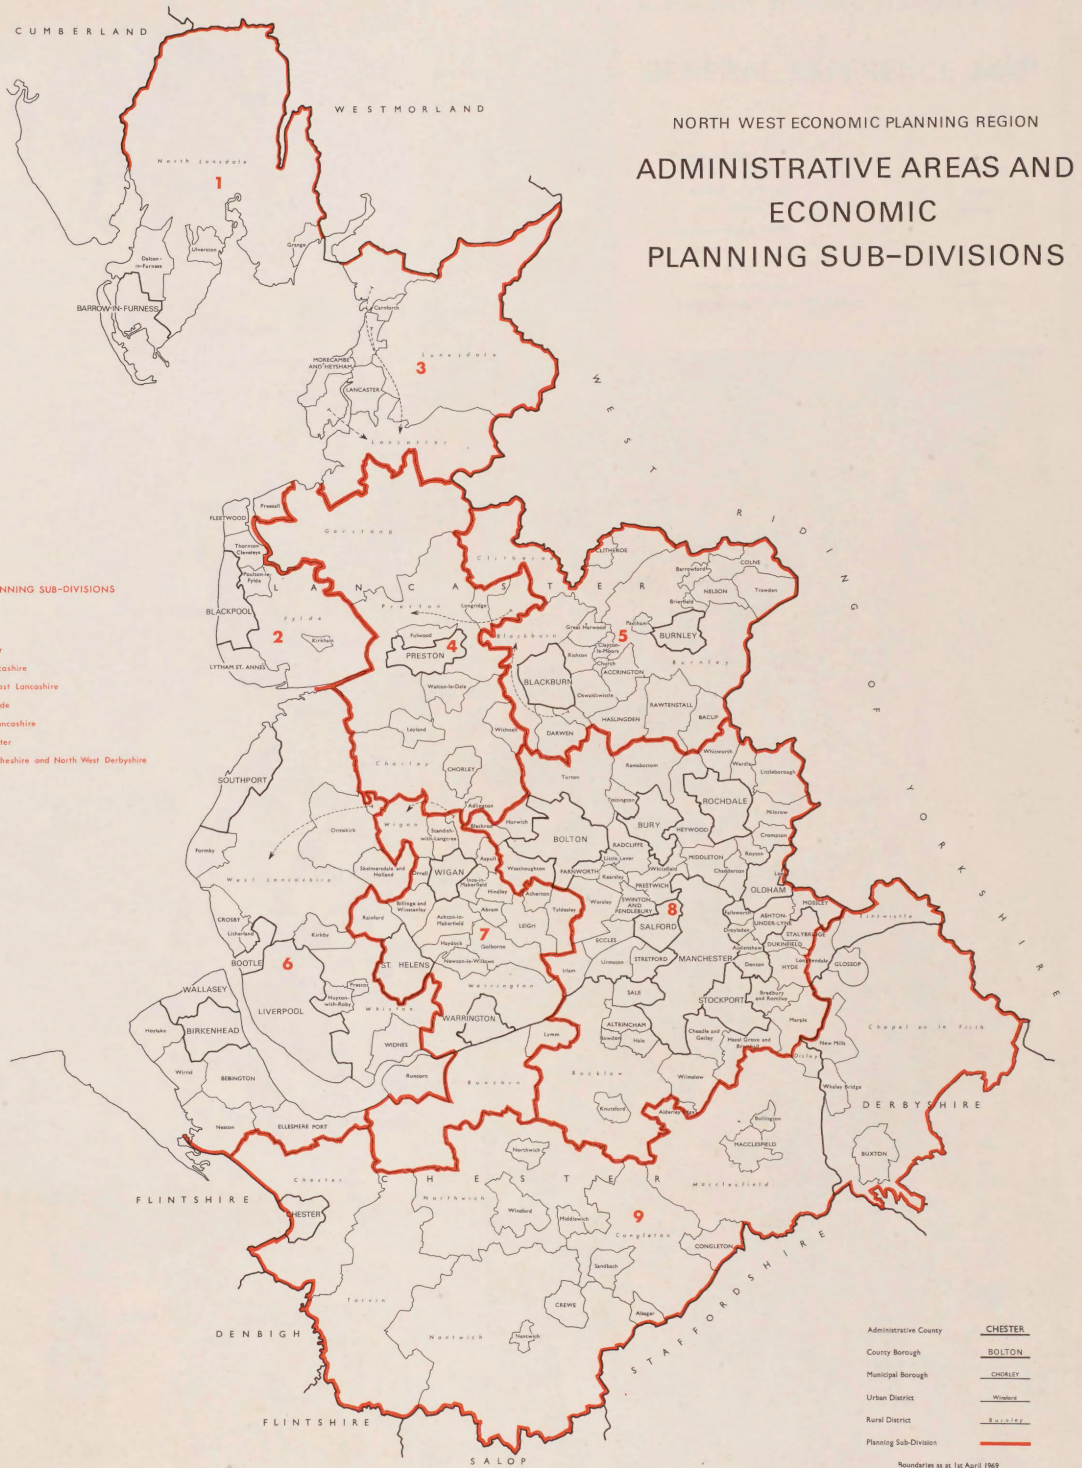 CUMBERLAND
WESTMORLAND
NORTH WEST ECONOMIC PLANNING REGION
ADMINISTRATIVE AREAS AND
ECONOMIC
PLANNING SUB-DIVISIONS
North Lonsdale
1
Ulverston
Grange
Dalton-
in-Furness
BARROW-IN-FURNESS
Carnforth
Lunesdale
3
MORECAMBE
AND HEYSHAM
LANCASTER
Lancaster
WEST RIDING OF YORKSHIRE
Preesall
FLEETWOOD
Garstang
Thornton
Cleveleys
Poulton-le-
Fylde
Clitheroe
CLITHEROE
LANCASTER
Barrowford
COLNE
NELSON
Trawden
Brierfield
NNING SUB-DIVISIONS
BLACKPOOL
Fylde
2
Kirkham
LYTHAM ST. ANNES
Preston
Longridge
Fulwood
PRESTON
4
Blackburn
Great Harwood
Padiham
5
BURNLEY
Clayton-
le-Moors
Rishton
Church
ACCRINGTON
Burnley
BLACKBURN
Oswaldtwistle
RAWTENSTALL
HASLINGDEN
BACUP
DARWEN
r
cashire
ast Lancashire
de
ancashire
ter
heshire and North West Derbyshire
Walton-le-Dale
Leyland
Withnell
Chorley
CHORLEY
Adlington
SOUTHPORT
Ormskirk
Formby
West Lancashire
Whitworth
Wardle
Littleborough
Turton
Ramsbottom
Tottington
ROCHDALE
Milnrow
BURY
HEYWOOD
Crompton
Royton
Horwich
Blackrod
BOLTON
RADCLIFFE
Little Lever
Whitefield
MIDDLETON
Chadderton
Lees
OLDHAM
Wigan
Standish-
with-Langtree
Aspull
Westhoughton
FARNWORTH
Kearsley
PRESTWICH
Skelmersdale and
Holland
Orrell
WIGAN
Ince-in-
Makerfield
Hindley
Atherton
Worsley
SWINTON
AND
PENDLEBURY
8
Failsworth
MOSSLEY
Billinge and
Winstanley
Abram
Tyldesley
ASHTON-
UNDER-LYNE
Rainford
Ashton-in-
Makerfield
LEIGH
SALFORD
Droylsden
STALYBRIDGE
Tintwistle
7
Golborne
ECCLES
Audenshaw
DUKINFIELD
CROSBY
Litherland
Kirkby
Haydock
Newton-le-Willows
Urmston
STRETFORD
MANCHESTER
Denton
HYDE
Longdendale
GLOSSOP
BOOTLE
6
ST. HELENS
Irlam
Warrington
WALLASEY
Prescot
Huyton-
with-Roby
Whiston
SALE
STOCKPORT
Bredbury
and Romiley
Hoylake
BIRKENHEAD
LIVERPOOL
WARRINGTON
Lymm
ALTRINCHAM
Bowdon
Hale
Cheadle and
Gatley
Hazel Grove and
Bramhall
Marple
Chapel en le Frith
New Mills
Disley
WIDNES
Wirral
BEBINGTON
Runcorn
Runcorn
Bucklow
Wilmslow
Whaley Bridge
DERBYSHIRE
Neston
ELLESMERE PORT
Knutsford
Alderley Edge
Bollington
MACCLESFIELD
BUXTON
Northwich
Chester
CHESTER
Macclesfield
FLINTSHIRE
CHESTER
Northwich
Winsford
Middlewich
9
Congleton
CONGLETON
Sandbach
Tarvin
CREWE
Alsager
Nantwich
Nantwich
DENBIGH
STAFFORDSHIRE
FLINTSHIRE
SALOP
Administrative County CHESTER
County Borough BOLTON
Municipal Borough CHORLEY
Urban District Winsford
Rural District Burnley
Planning Sub-Division
Boundaries as at 1st April 1969